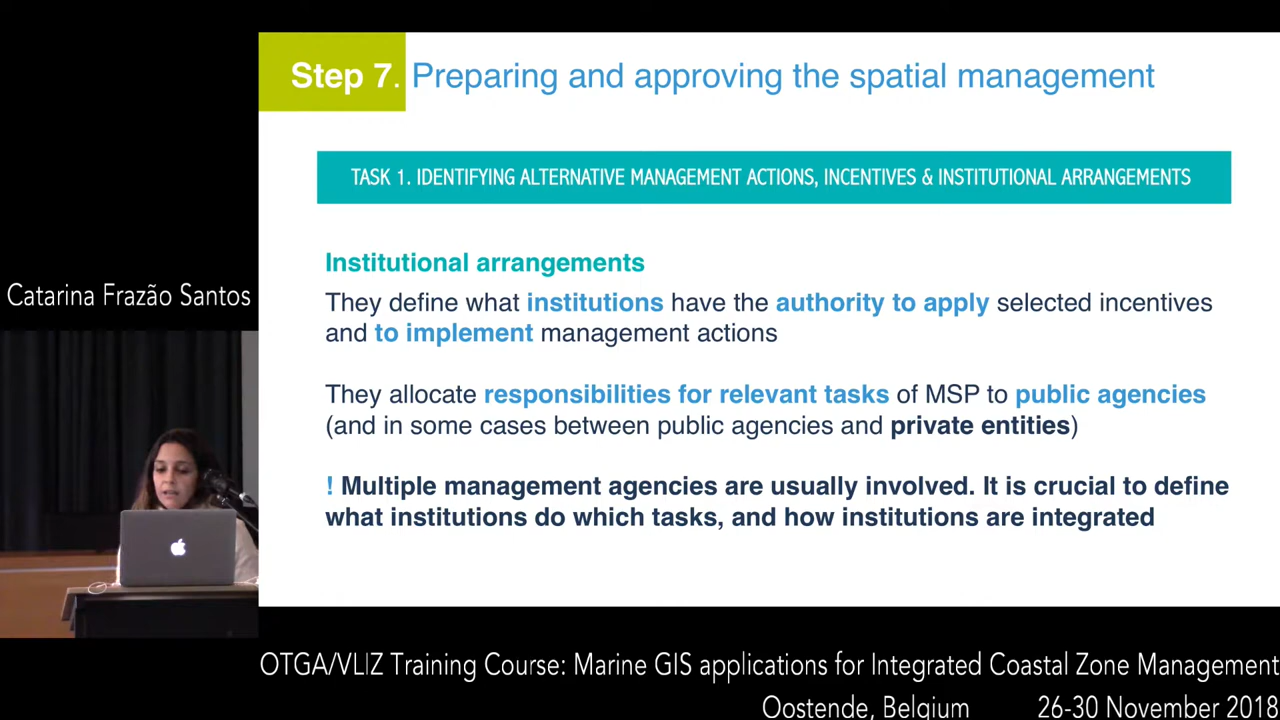 Step 7. Preparing and approving the spatial management
TASK 1. IDENTIFYING ALTERNATIVE MANAGEMENT ACTIONS, INCENTIVES & INSTITUTIONAL ARRANGEMENTS
Institutional arrangements
They define what institutions have the authority to apply selected incentives
and to implement management actions
They allocate responsibilities for relevant tasks of MSP to public agencies
(and in some cases between public agencies and private entities)
! Multiple management agencies are usually involved. It is crucial to define
what institutions do which tasks, and how institutions are integrated
Catarina Frazão Santos
OTGA/VLIZ Training Course: Marine GIS applications for Integrated Coastal Zone Management
Oostende, Belgium 26-30 November 2018